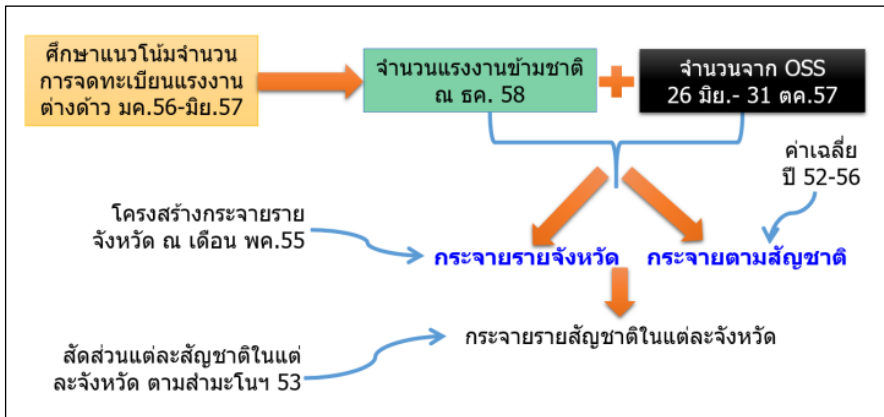 ศึกษาแนวโน้มจำนวน
การจดทะเบียนแรงงาน
ต่างด้าว มค.56-มิย.57
จำนวนแรงงานข้ามชาติ
ณ ธค. 58
จำนวนจาก OSS
26 มิย.- 31 ตค.57
ค่าเฉลี่ย
ปี 52-56
โครงสร้างกระจายราย
จังหวัด ณ เดือน พค.55
กระจายรายจังหวัด
กระจายตามสัญชาติ
กระจายรายสัญชาติในแต่ละจังหวัด
สัดส่วนแต่ละสัญชาติในแต่
ละจังหวัด ตามสำมะโนฯ 53